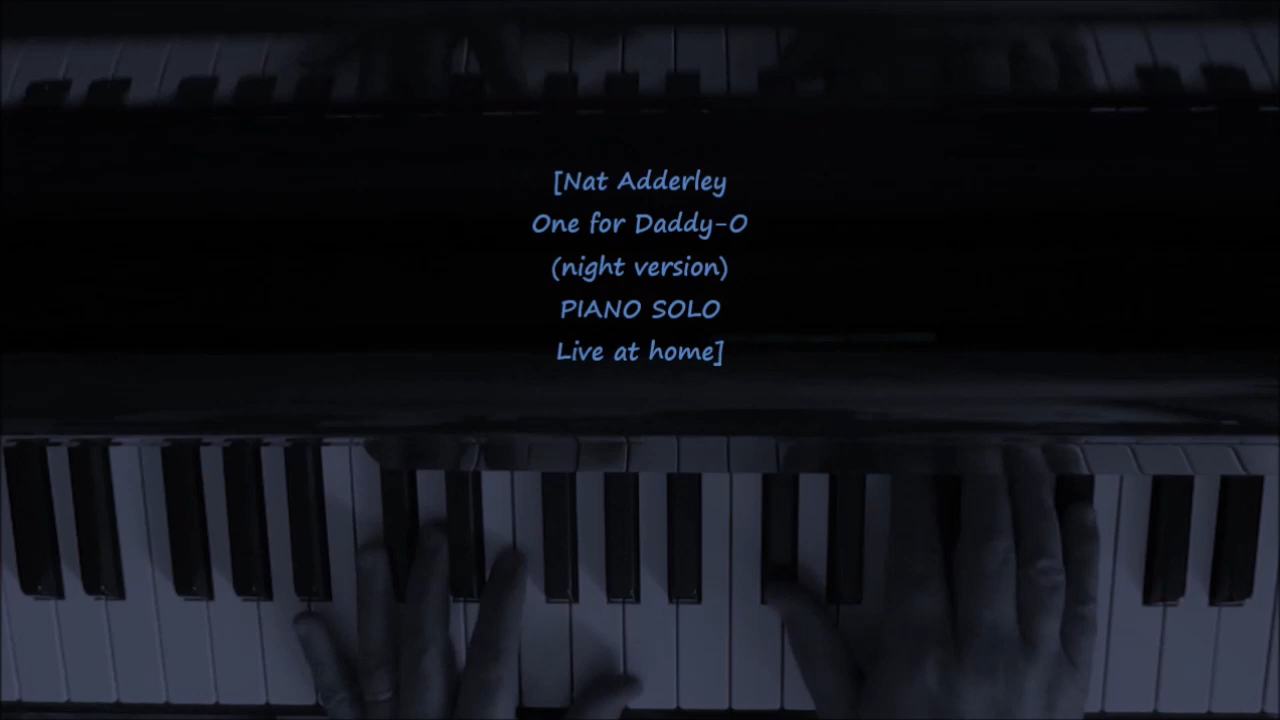 [Nat Adderley
One for Daddy-O
(night version)
PIANO SOLO
Live at home]